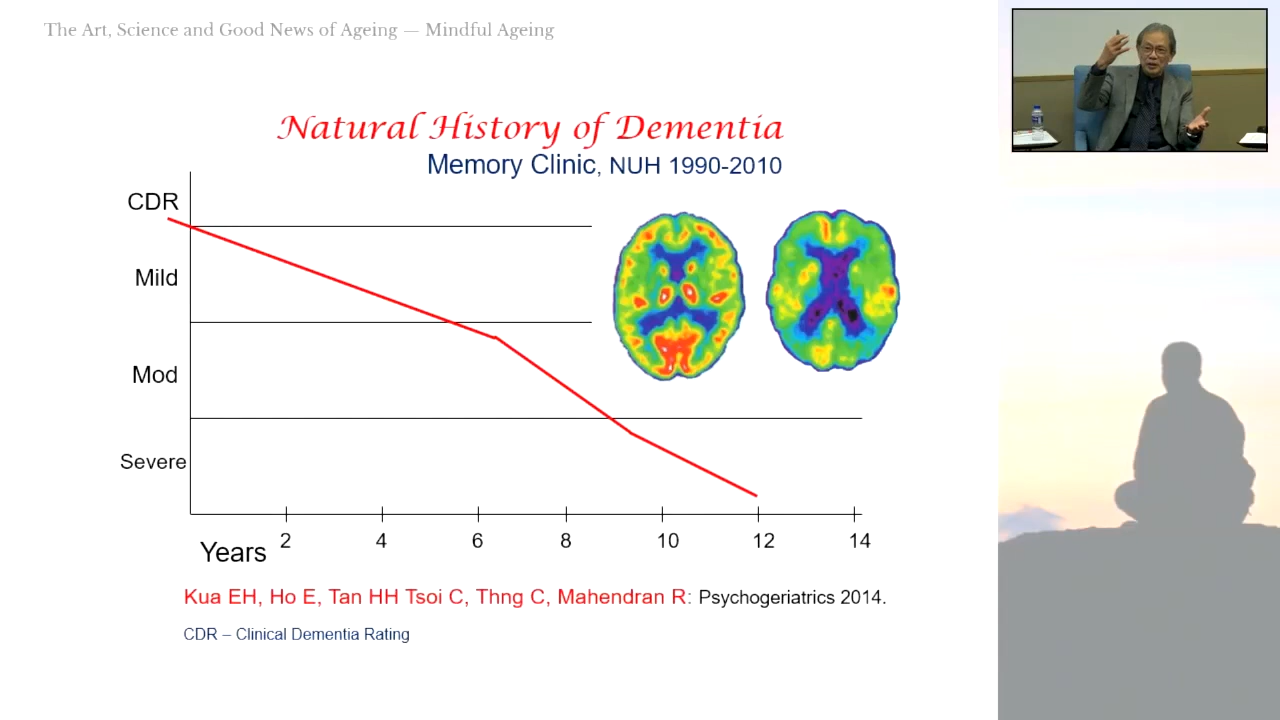 The Art, Science and Good News of Ageing — Mindful Ageing
Natural History of Dementia
Memory Clinic, NUH 1990-2010
CDR
Mild
Mod
Severe
Years 2 4 6 8 10 12 14
Kua EH, Ho E, Tan HH Tsoi C, Thng C, Mahendran R: Psychogeriatrics 2014.
CDR – Clinical Dementia Rating